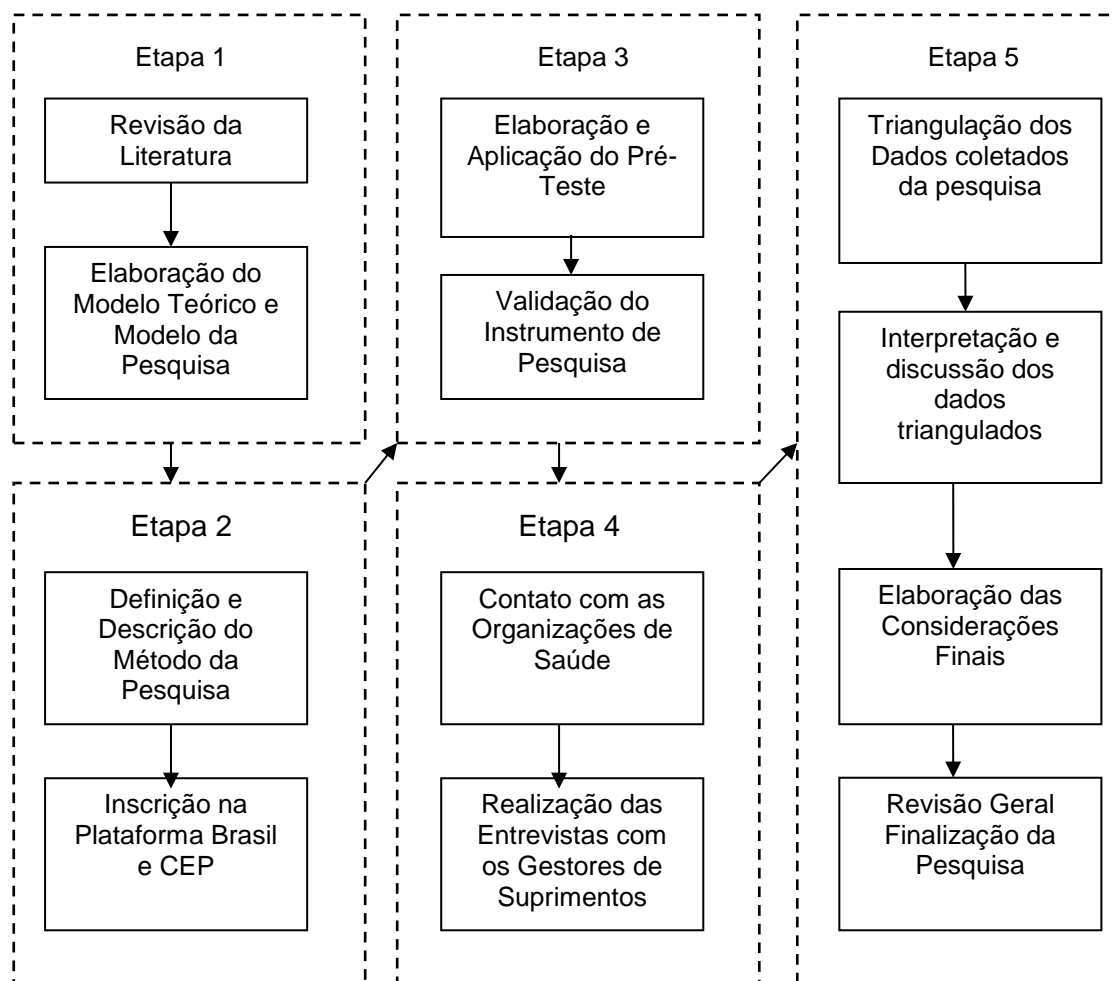 Etapa 1
Revisão da
Literatura
Elaboração do
Modelo Teórico e
Modelo da
Pesquisa
Etapa 2
Definição e
Descrição do
Método da
Pesquisa
Inscrição na
Plataforma Brasil
e CEP
Etapa 3
Elaboração e
Aplicação do Pré-
Teste
Validação do
Instrumento de
Pesquisa
Etapa 4
Contato com as
Organizações de
Saúde
Realização das
Entrevistas com
os Gestores de
Suprimentos
Etapa 5
Triangulação dos
Dados coletados
da pesquisa
Interpretação e
discussão dos
dados
triangulados
Elaboração das
Considerações
Finais
Revisão Geral
Finalização da
Pesquisa